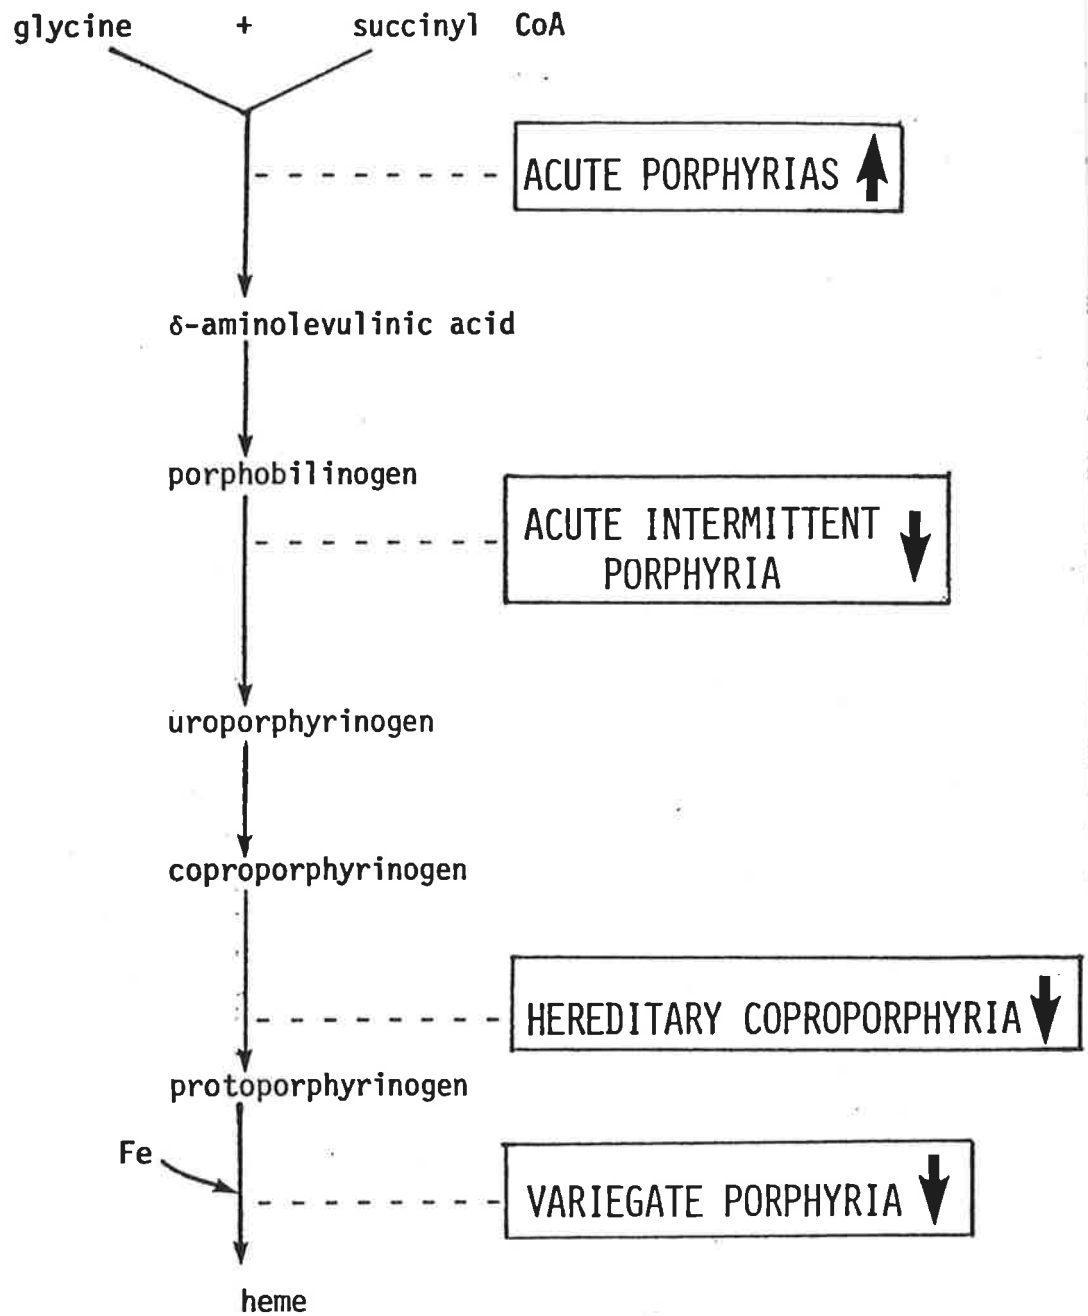 glycine + succinyl CoA
ACUTE PORPHYRIAS
δ-aminolevulinic acid
porphobilinogen
ACUTE INTERMITTENT
PORPHYRIA
uroporphyrinogen
coproporphyrinogen
HEREDITARY COPROPORPHYRIA
protoporphyrinogen
Fe
VARIEGATE PORPHYRIA
heme